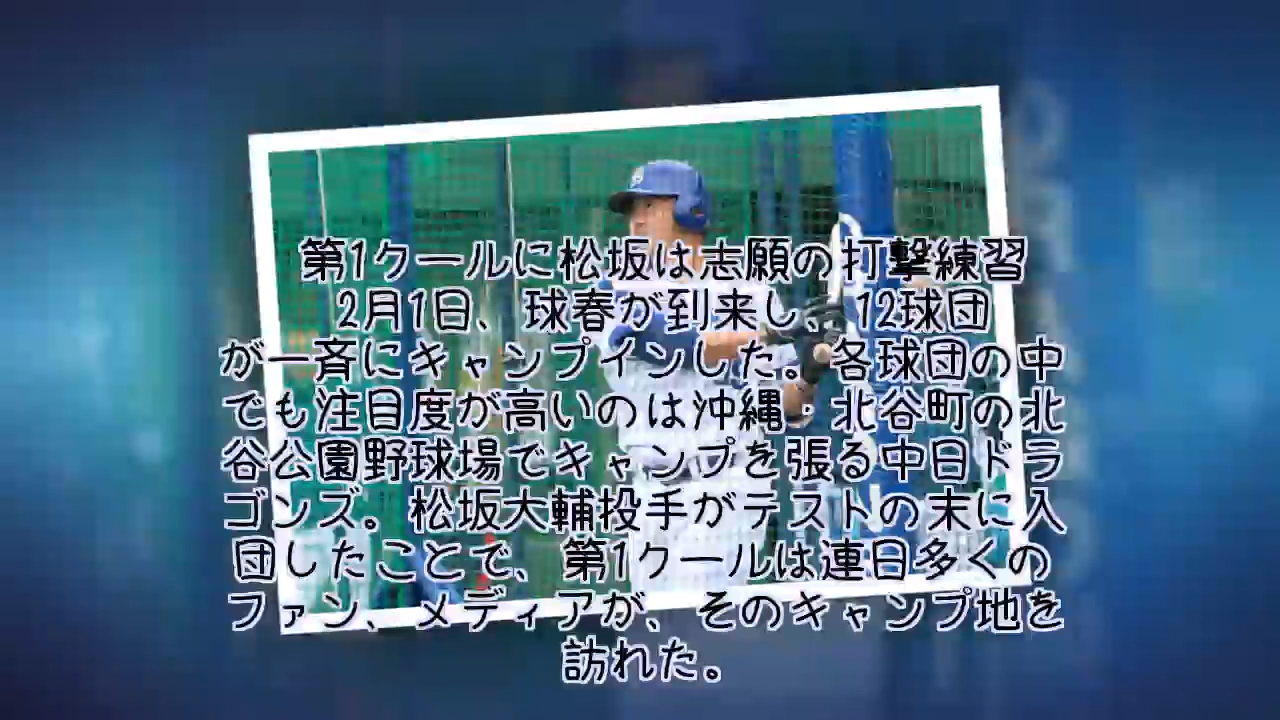 第1クールに松坂は志願の打撃練習
2月1日、球春が到来し、12球団
が一斉にキャンプインした。各球団の中
でも注目度が高いのは沖縄・北谷町の北
谷公園野球場でキャンプを張る中日ドラ
ゴンズ。松坂大輔投手がテストの末に入
団したことで、第1クールは連日多くの
ファン、メディアが、そのキャンプ地を
訪れた。